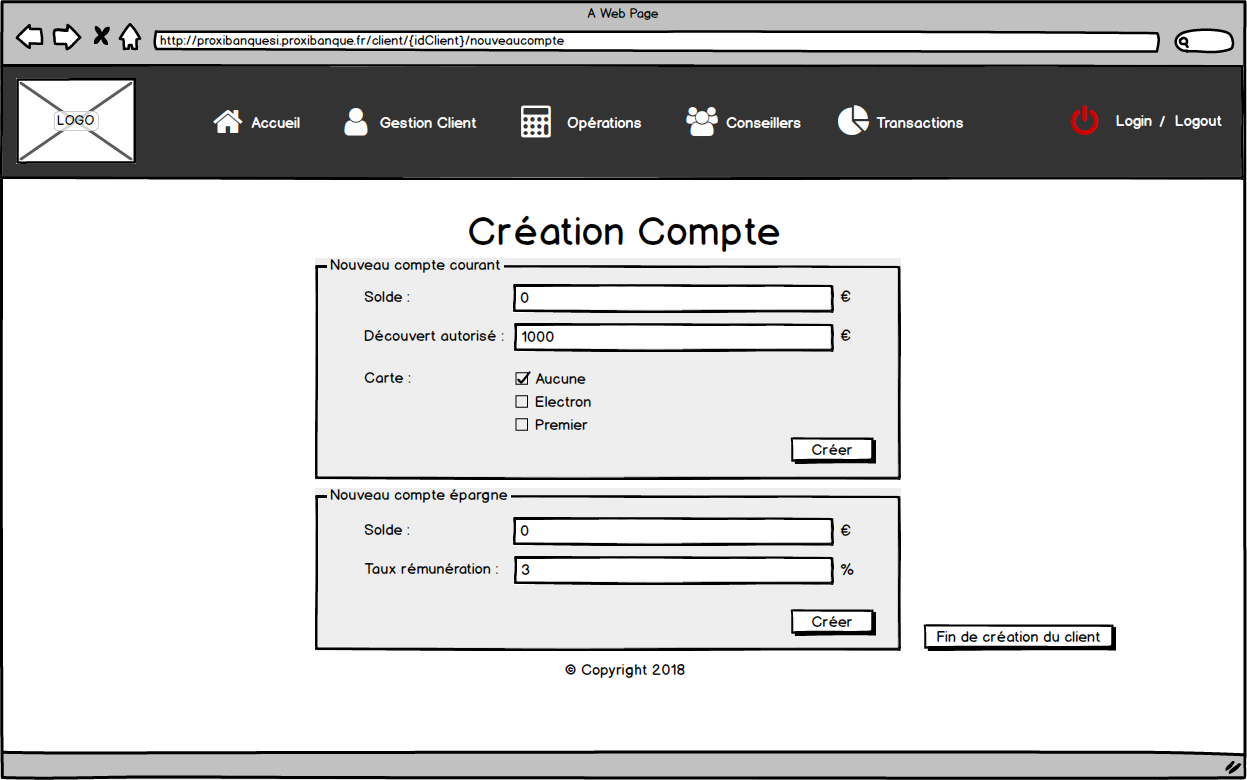 A Web Page
http://proxibanquesi.proxibanque.fr/client/{idClient}/nouveaucompte
LOGO
Accueil
Gestion Client
Opérations
Conseillers
Transactions
Login / Logout
Création Compte
Nouveau compte courant
Solde : 0 €
Découvert autorisé : 1000 €
Carte : Aucune
Electron
Premier
Créer
Nouveau compte épargne
Solde : 0 €
Taux rémunération : 3 %
Créer
Fin de création du client
© Copyright 2018